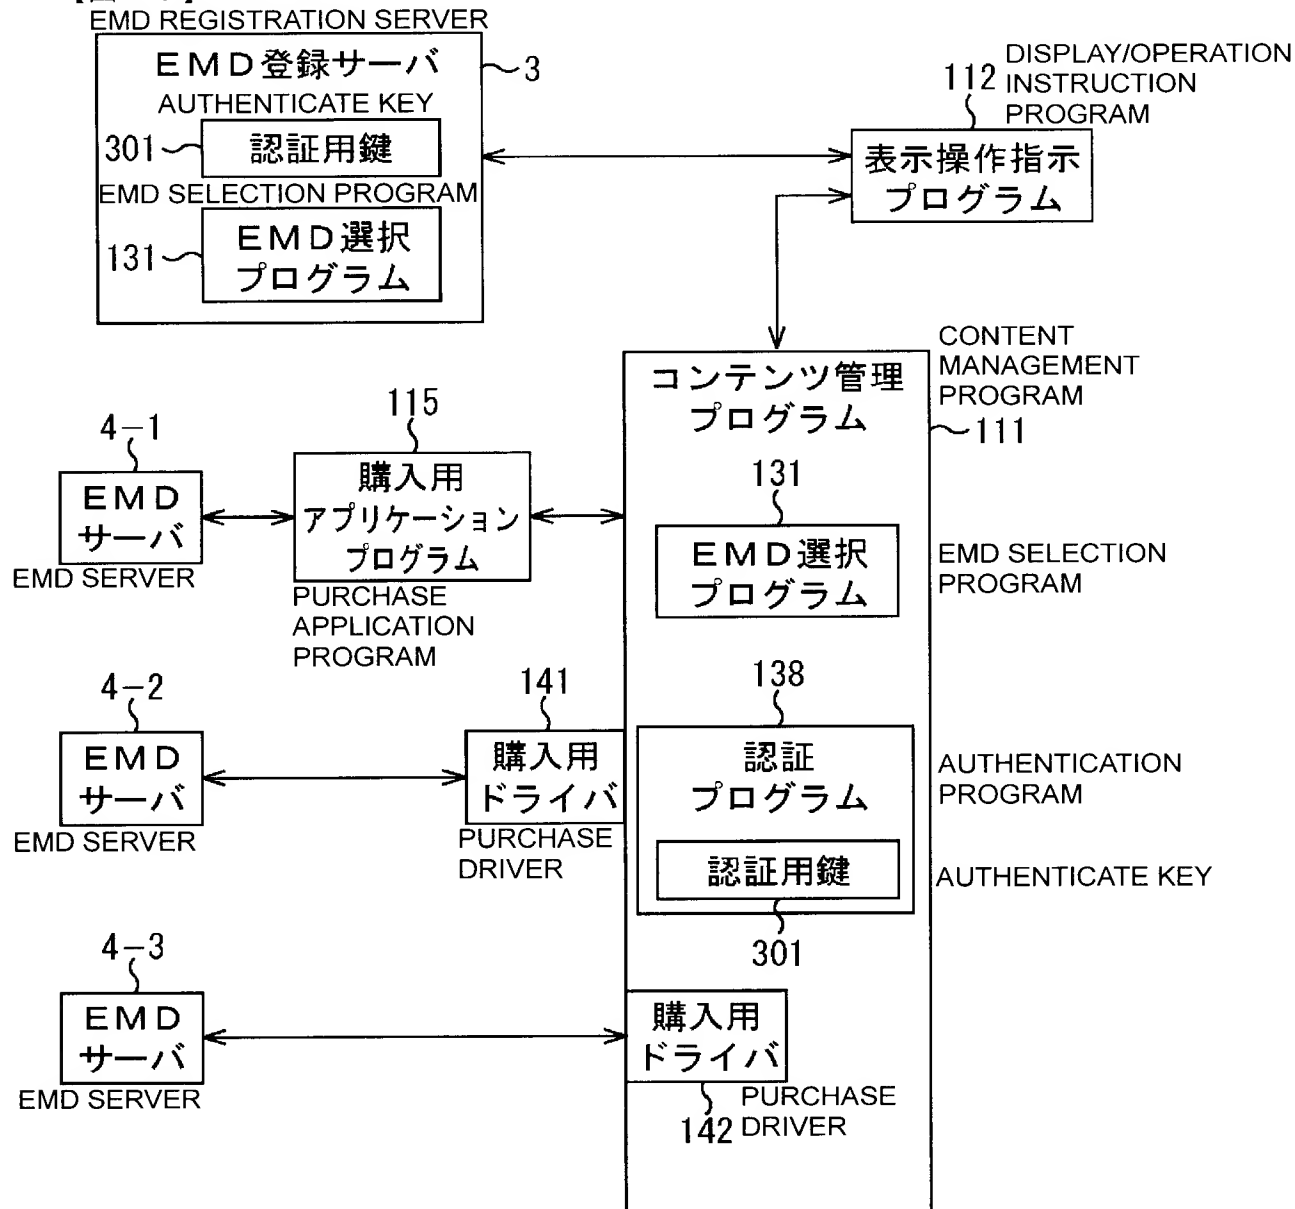 EMD REGISTRATION SERVER
EMD登録サーバ
3
AUTHENTICATE KEY
301
認証用鍵
EMD SELECTION PROGRAM
131
EMD選択
プログラム
DISPLAY/OPERATION
INSTRUCTION
PROGRAM
112
表示操作指示
プログラム
CONTENT
MANAGEMENT
PROGRAM
111
コンテンツ管理
プログラム
4-1
EMD
サーバ
EMD SERVER
115
購入用
アプリケーション
プログラム
PURCHASE
APPLICATION
PROGRAM
131
EMD選択
プログラム
EMD SELECTION
PROGRAM
4-2
EMD
サーバ
EMD SERVER
141
購入用
ドライバ
PURCHASE
DRIVER
138
認証
プログラム
AUTHENTICATION
PROGRAM
認証用鍵
AUTHENTICATE KEY
301
4-3
EMD
サーバ
EMD SERVER
購入用
ドライバ
142
PURCHASE
DRIVER